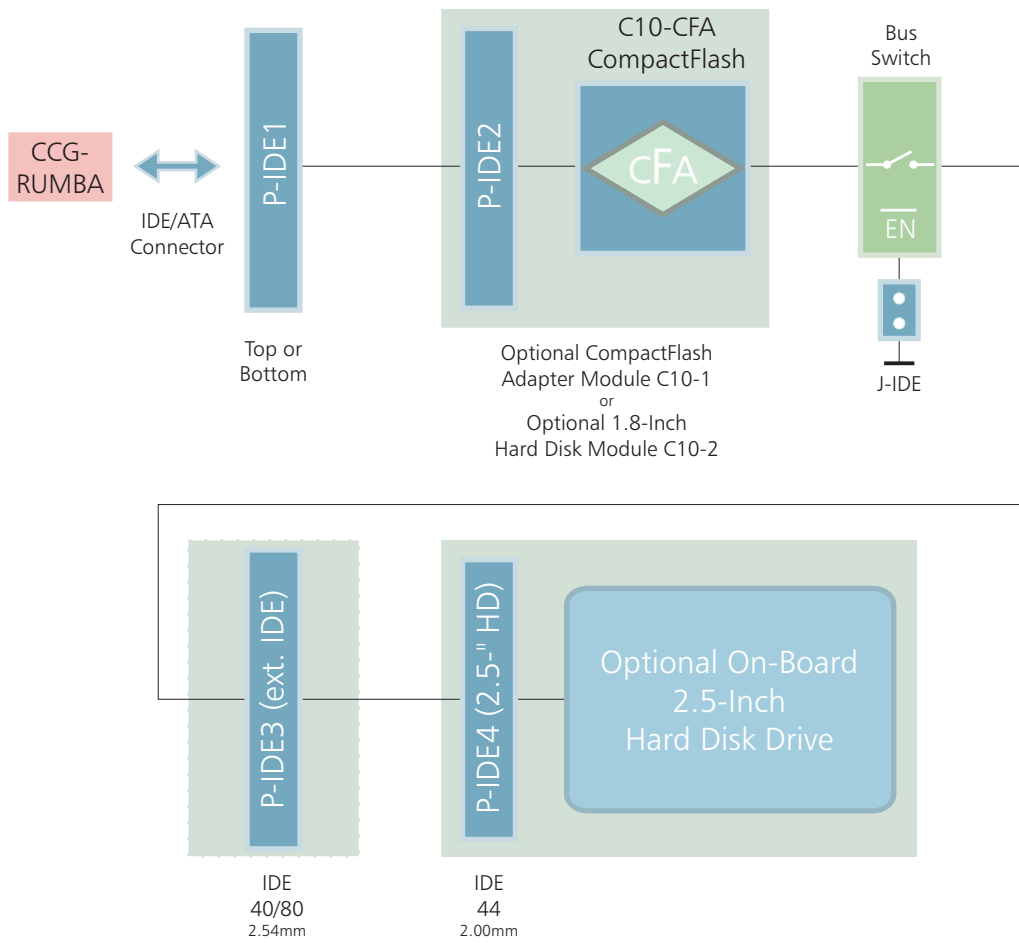 CCG-
RUMBA
IDE/ATA
Connector
P-IDE1
Top or
Bottom
P-IDE2
C10-CFA
CompactFlash
CFA
Optional CompactFlash
Adapter Module C10-1
or
Optional 1.8-Inch
Hard Disk Module C10-2
Bus
Switch
EN
J-IDE
P-IDE3 (ext. IDE)
IDE
40/80
2.54mm
P-IDE4 (2.5-" HD)
IDE
44
2.00mm
Optional On-Board
2.5-Inch
Hard Disk Drive